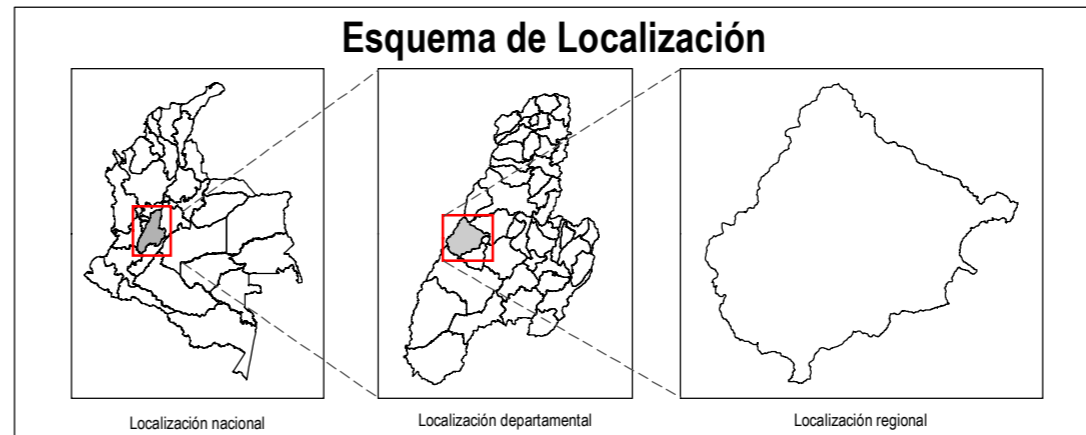 Esquema de Localización
Localización nacional
Localización departamental
Localización regional